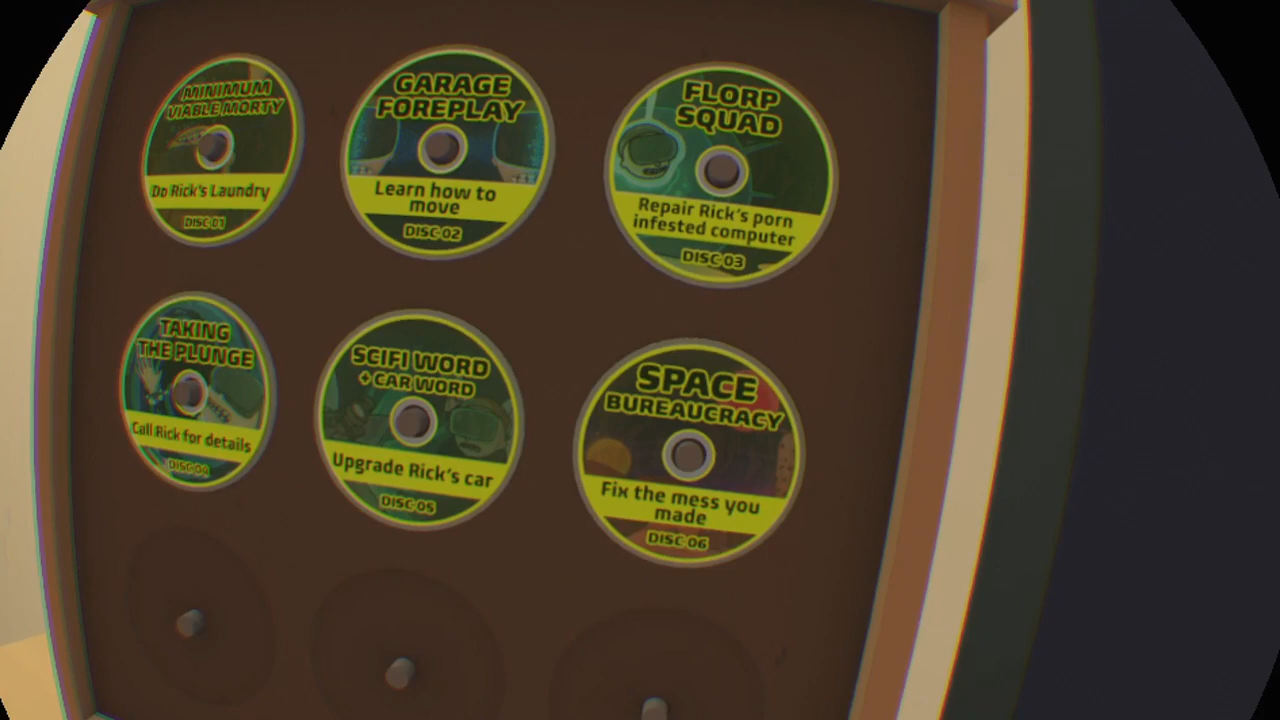 MINIMUM
VIABLE MORTY
Do Rick's Laundry
DISC 01
GARAGE
FOREPLAY
Learn how to
move
DISC 02
FLORP
SQUAD
Repair Rick's porn
infested computer
DISC 03
TAKING
THE PLUNGE
Call Rick for details
DISC 04
SCIFI WORD
+ CAR WORD
Upgrade Rick's car
DISC 05
SPACE
BUREAUCRACY
Fix the mess you
made
DISC 06